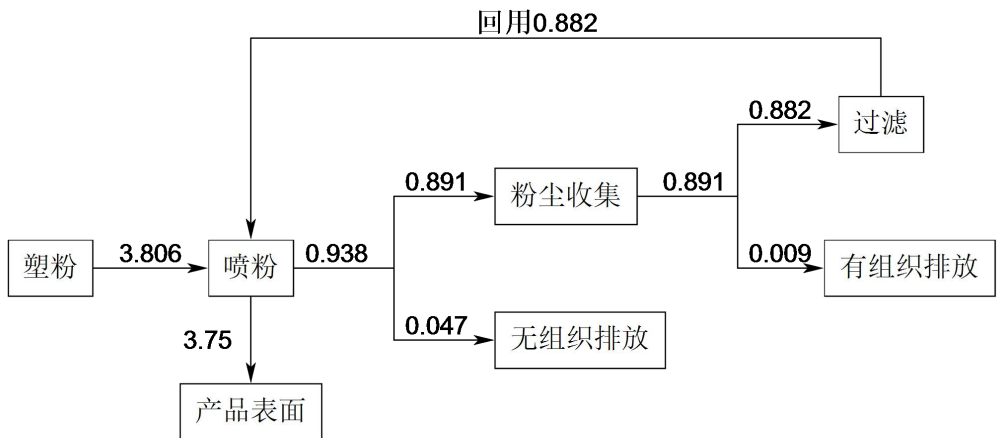 回用0.882
0.882
过滤
0.891
粉尘收集
0.891
塑粉
3.806
喷粉
0.938
0.009
有组织排放
0.047
无组织排放
3.75
产品表面